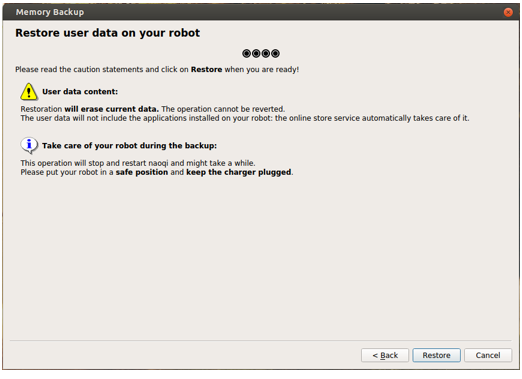 Memory Backup
Restore user data on your robot
Please read the caution statements and click on Restore when you are ready!
User data content:
Restoration will erase current data. The operation cannot be reverted.
The user data will not include the applications installed on your robot: the online store service automatically takes care of it.
Take care of your robot during the backup:
This operation will stop and restart naoqi and might take a while.
Please put your robot in a safe position and keep the charger plugged.
< Back
Restore
Cancel